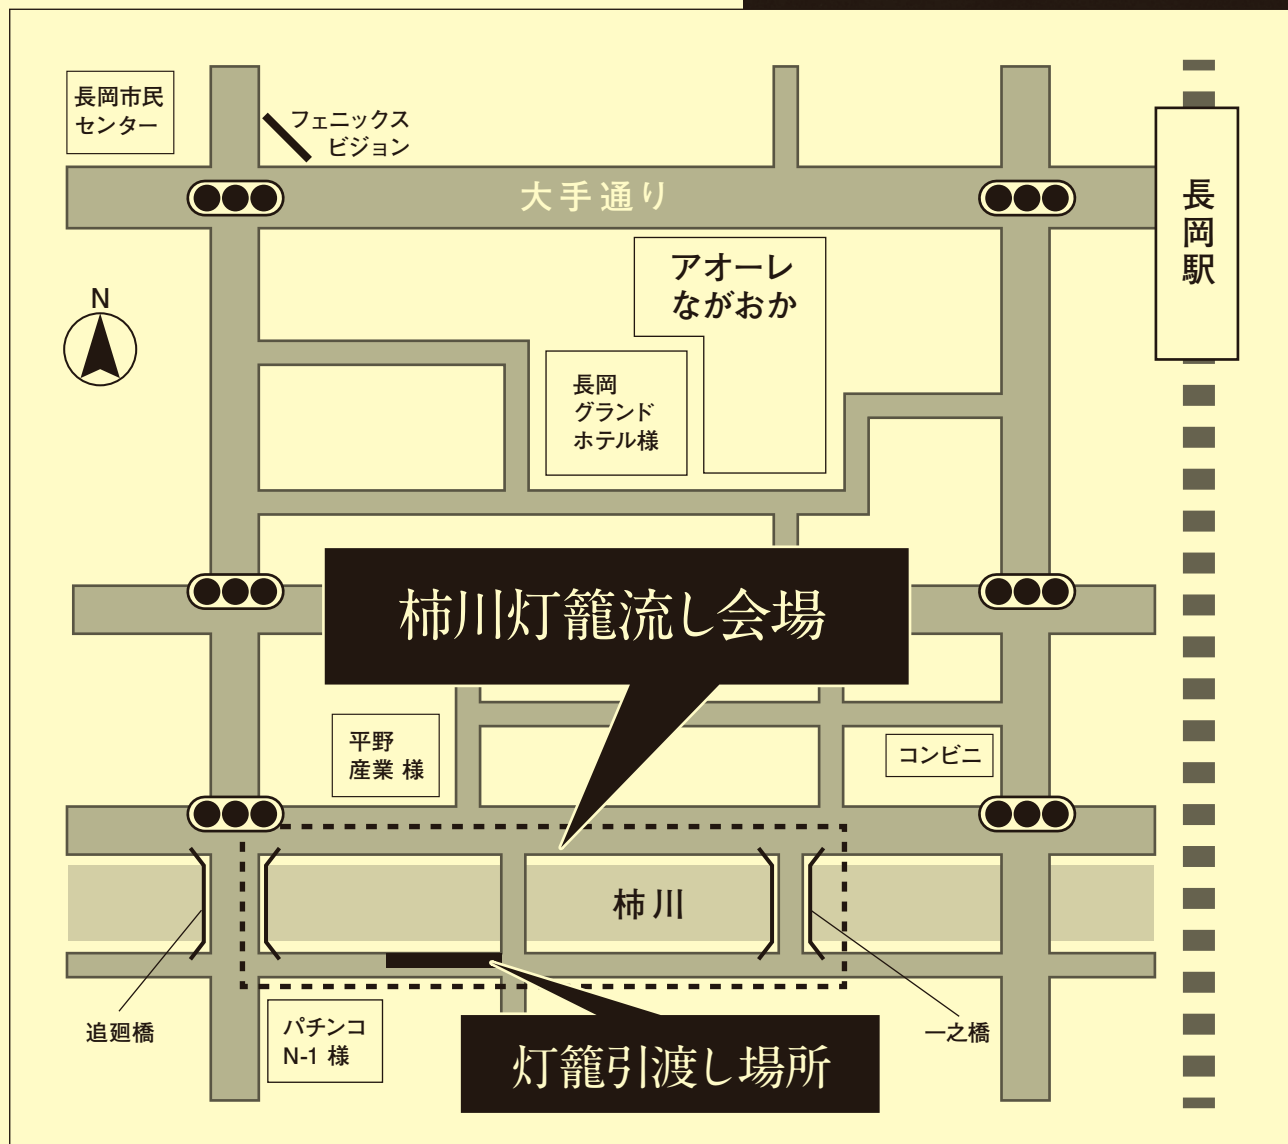 長岡市民
センター
フェニックス
ビジョン
大手通り
長岡駅
アオーレ
ながおか
N
長岡
グランド
ホテル様
柿川灯籠流し会場
平野
産業 様
コンビニ
柿川
追廻橋
パチンコ
N-1 様
灯籠引渡し場所
一之橋